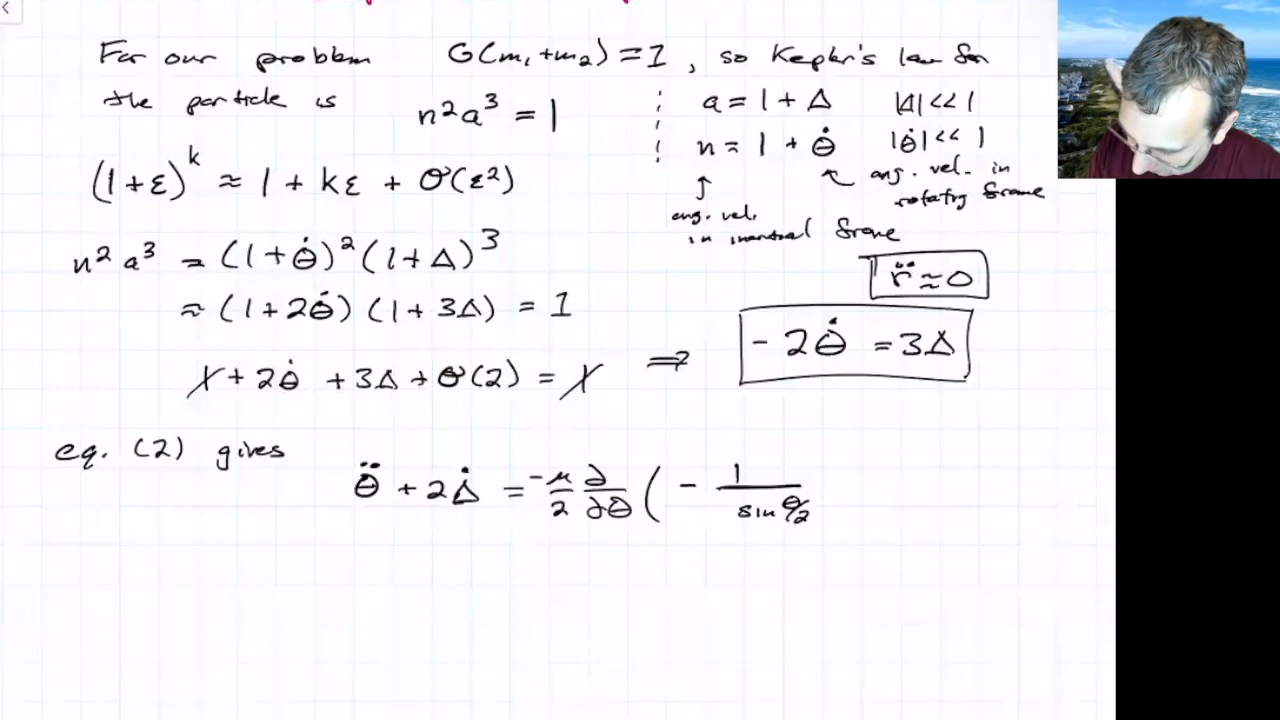 For our problem G(m₁+m₂) = 1, so Kepler's law for
the particle is n²a³ = 1
a = 1 + Δ |Δ| << 1
n = 1 + θ̇ |θ̇| << 1
ang. vel. in inertial frame
ang. vel. in rotating frame
(1+ε)^k ≈ 1 + kε + O(ε²)
n² a³ = (1+θ̇)² (1+Δ)³
≈ (1+2θ̇) (1+3Δ) = 1
1 + 2θ̇ + 3Δ + O(2) = 1 ⇒ - 2θ̇ = 3Δ
r̈ ≈ 0
eq. (2) gives
θ̈ + 2Δ̇ = -μ/2 ∂/∂θ ( - 1/sin θ/2